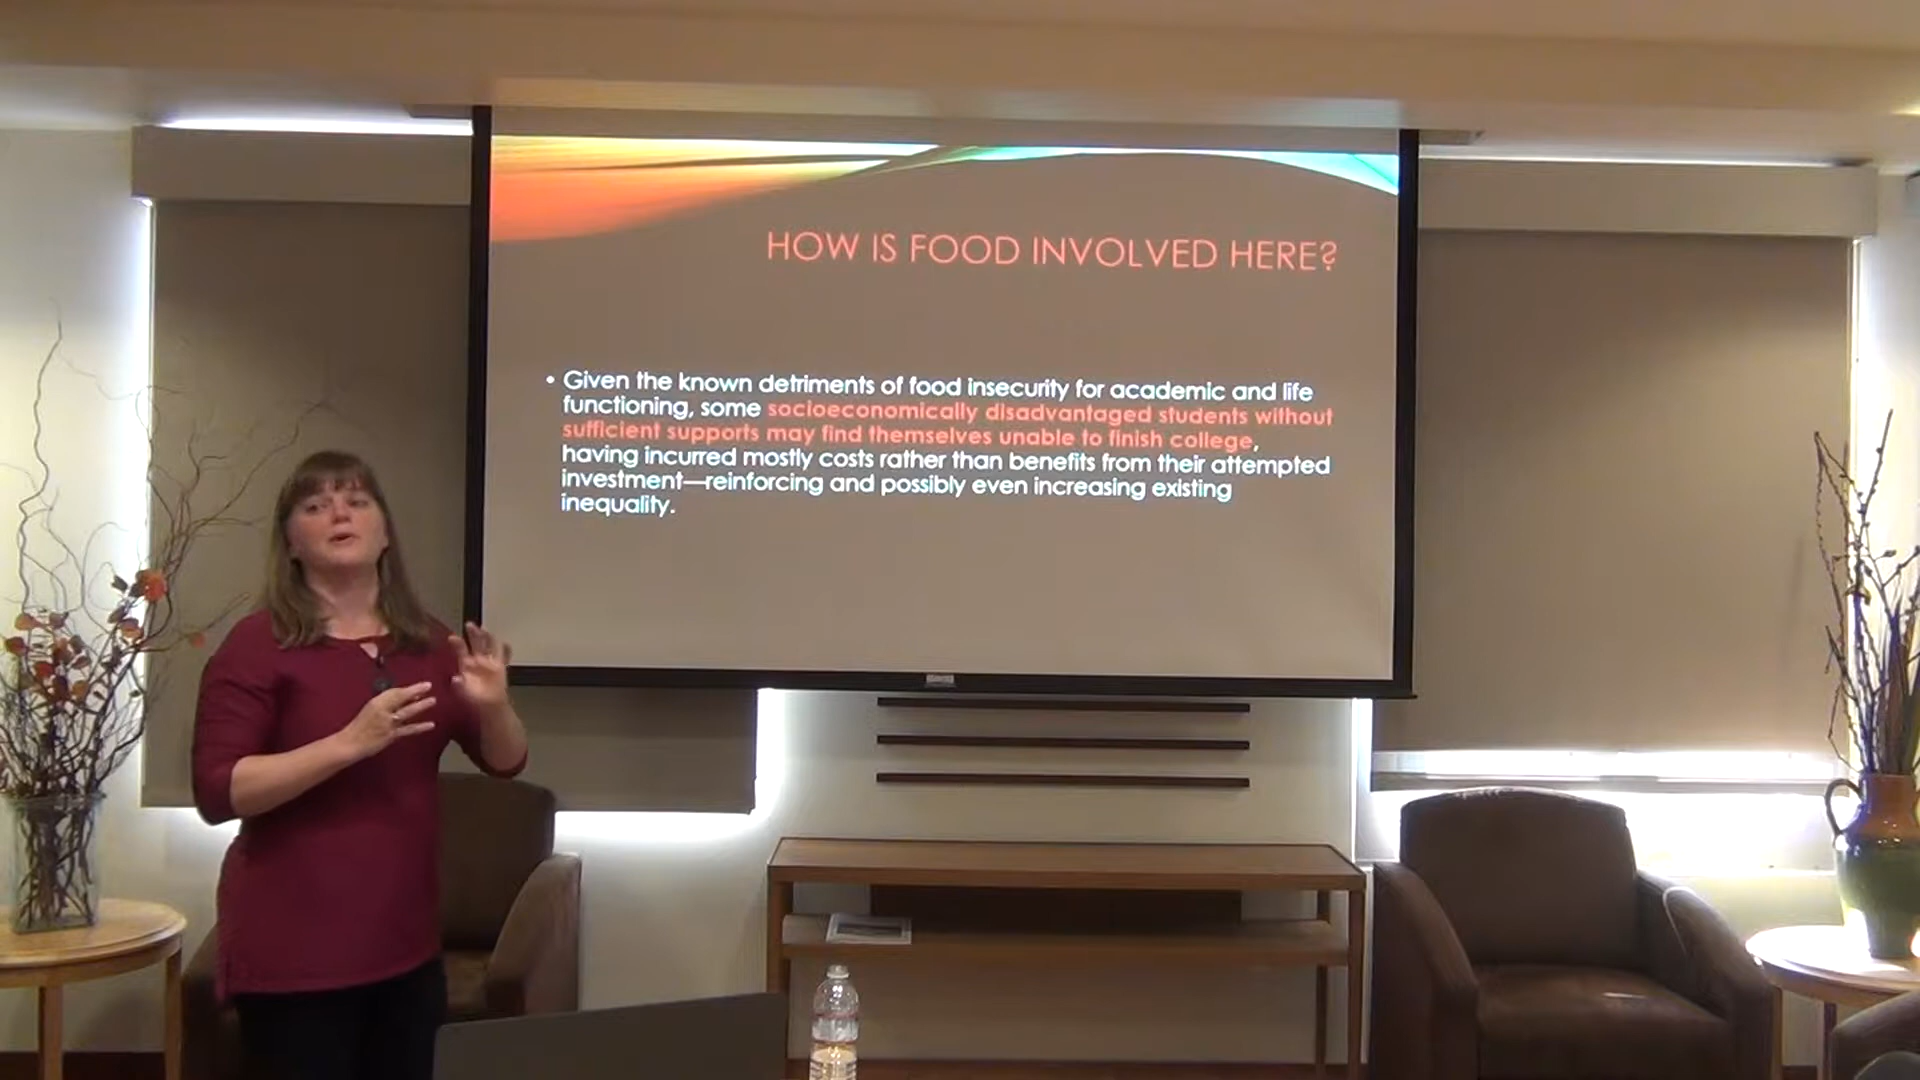 HOW IS FOOD INVOLVED HERE?
• Given the known detriments of food insecurity for academic and life
functioning, some socioeconomically disadvantaged students without
sufficient supports may find themselves unable to finish college,
having incurred mostly costs rather than benefits from their attempted
investment—reinforcing and possibly even increasing existing
inequality.